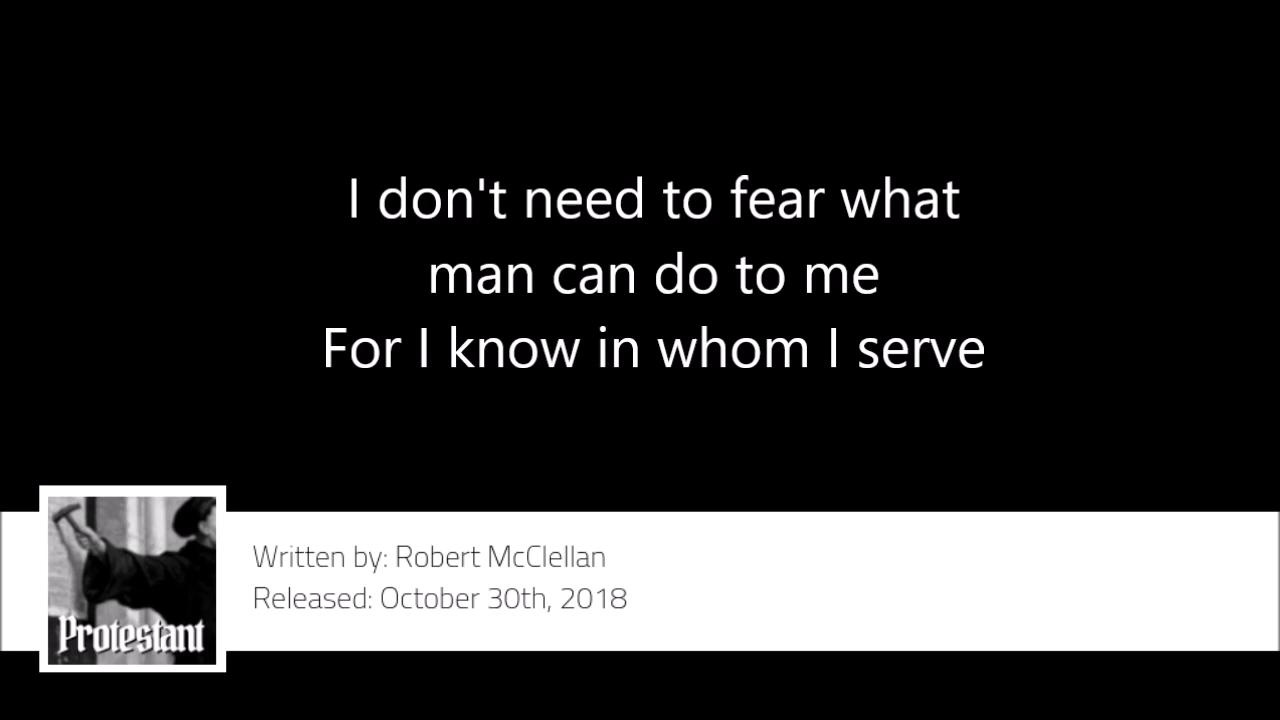 I don't need to fear what
man can do to me
For I know in whom I serve
Written by: Robert McClellan
Released: October 30th, 2018
Protestant